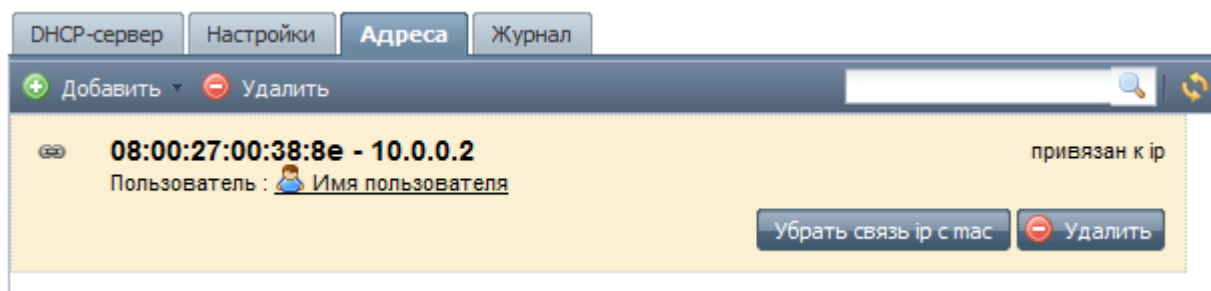 DHCP-сервер Настройки Адреса Журнал
Добавить Удалить
08:00:27:00:38:8e - 10.0.0.2 привязан к ip
Пользователь : Имя пользователя
Убрать связь ip с mac Удалить